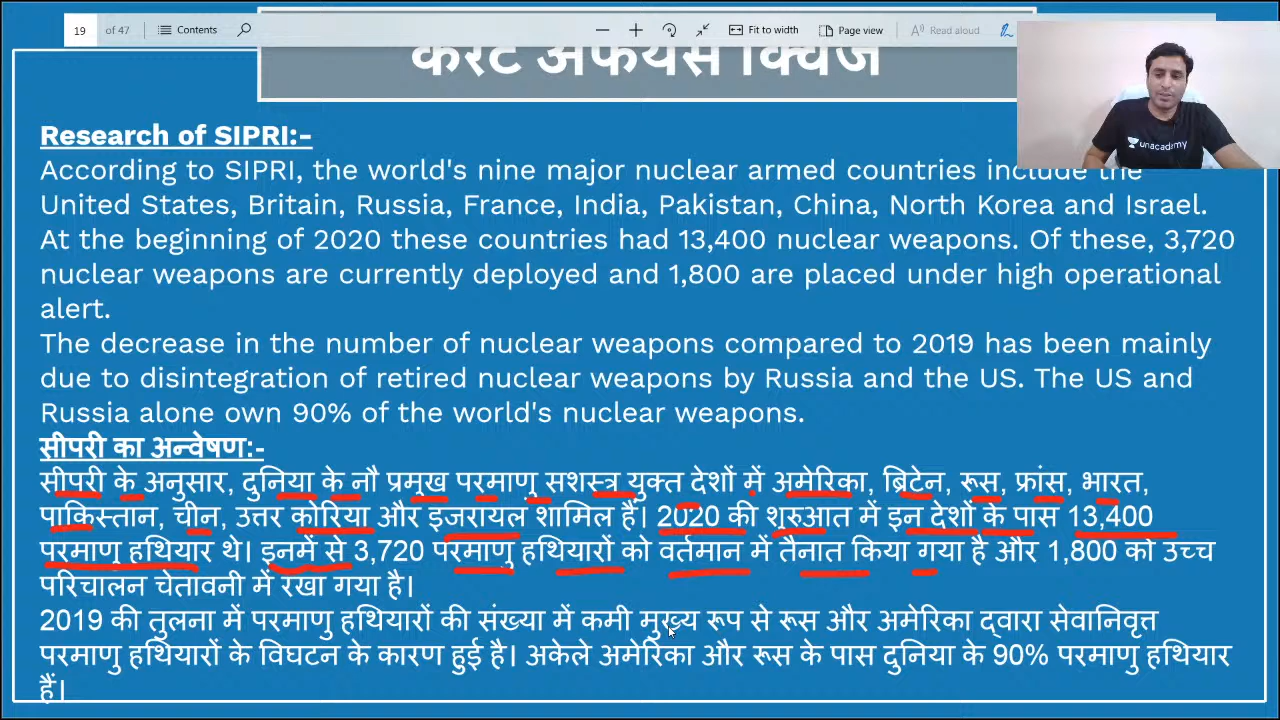 19 of 47 Contents Fit to width Page view Read aloud
करंट अफेयर्स क्विज
unacademy
Research of SIPRI:-
According to SIPRI, the world's nine major nuclear armed countries include the
United States, Britain, Russia, France, India, Pakistan, China, North Korea and Israel.
At the beginning of 2020 these countries had 13,400 nuclear weapons. Of these, 3,720
nuclear weapons are currently deployed and 1,800 are placed under high operational
alert.
The decrease in the number of nuclear weapons compared to 2019 has been mainly
due to disintegration of retired nuclear weapons by Russia and the US. The US and
Russia alone own 90% of the world's nuclear weapons.
सीपरी का अन्वेषण:-
सीपरी के अनुसार, दुनिया के नौ प्रमुख परमाणु सशस्त्र युक्त देशों में अमेरिका, ब्रिटेन, रूस, फ्रांस, भारत,
पाकिस्तान, चीन, उत्तर कोरिया और इजरायल शामिल हैं। 2020 की शुरुआत में इन देशों के पास 13,400
परमाणु हथियार थे। इनमें से 3,720 परमाणु हथियारों को वर्तमान में तैनात किया गया है और 1,800 को उच्च
परिचालन चेतावनी में रखा गया है।
2019 की तुलना में परमाणु हथियारों की संख्या में कमी मुख्य रूप से रूस और अमेरिका द्वारा सेवानिवृत्त
परमाणु हथियारों के विघटन के कारण हुई है। अकेले अमेरिका और रूस के पास दुनिया के 90% परमाणु हथियार
हैं।